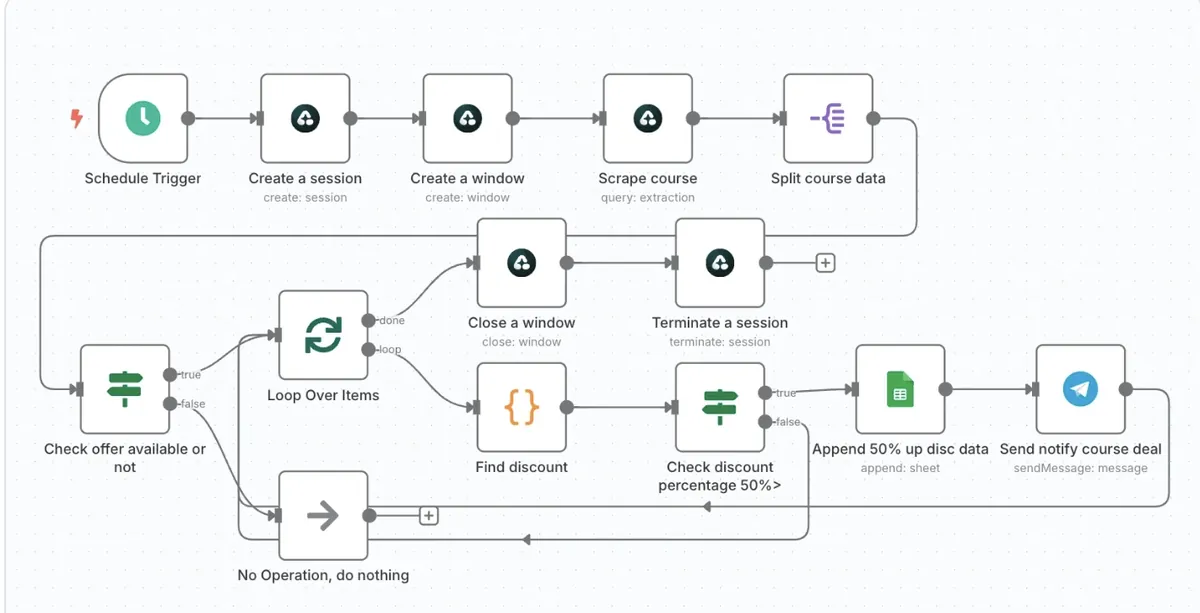 Schedule Trigger
Create a session
create: session
Create a window
create: window
Scrape course
query: extraction
Split course data
Close a window
close: window
Terminate a session
terminate: session
done
loop
Loop Over Items
true
false
Check offer available or
not
Find discount
true
false
Check discount
percentage 50%>
Append 50% up disc data
append: sheet
Send notify course deal
sendMessage: message
No Operation, do nothing